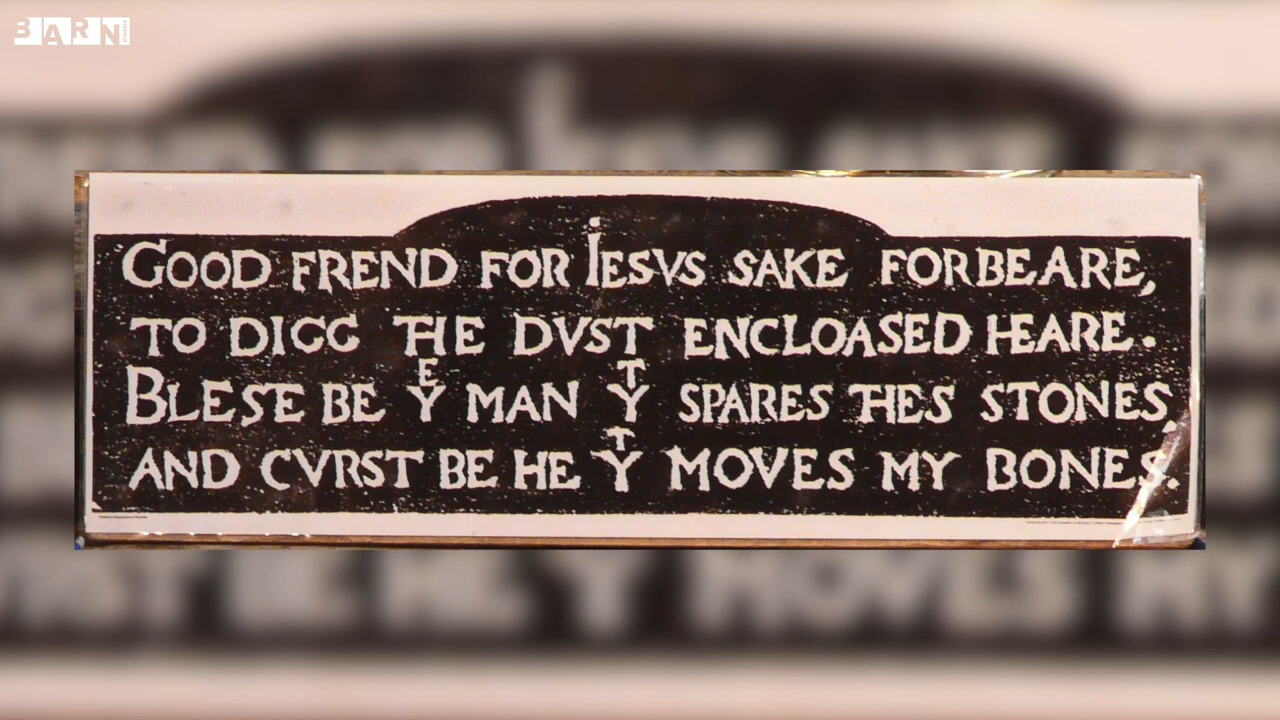 BARN
GOOD FREND FOR IESVS SAKE FORBEARE,
TO DIGG THE DVST ENCLOASED HEARE.
BLESE BE Yᴱ MAN Yᵀ SPARES THES STONES,
AND CVRST BE HE Yᵀ MOVES MY BONES.